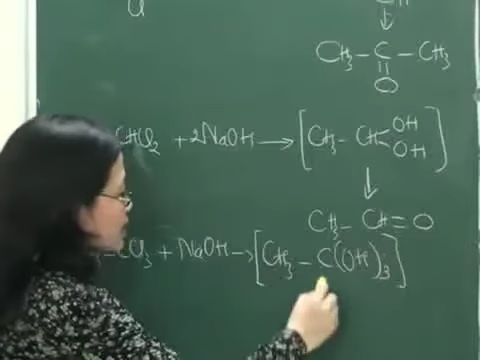 CH₃ – C – CH₃
||
O
CHCl₂ + 2NaOH → [CH₃ – CH(OH)(OH)]
↓
CH₃ – CH = O
– CCl₃ + NaOH → [CH₃ – C(OH)₃]